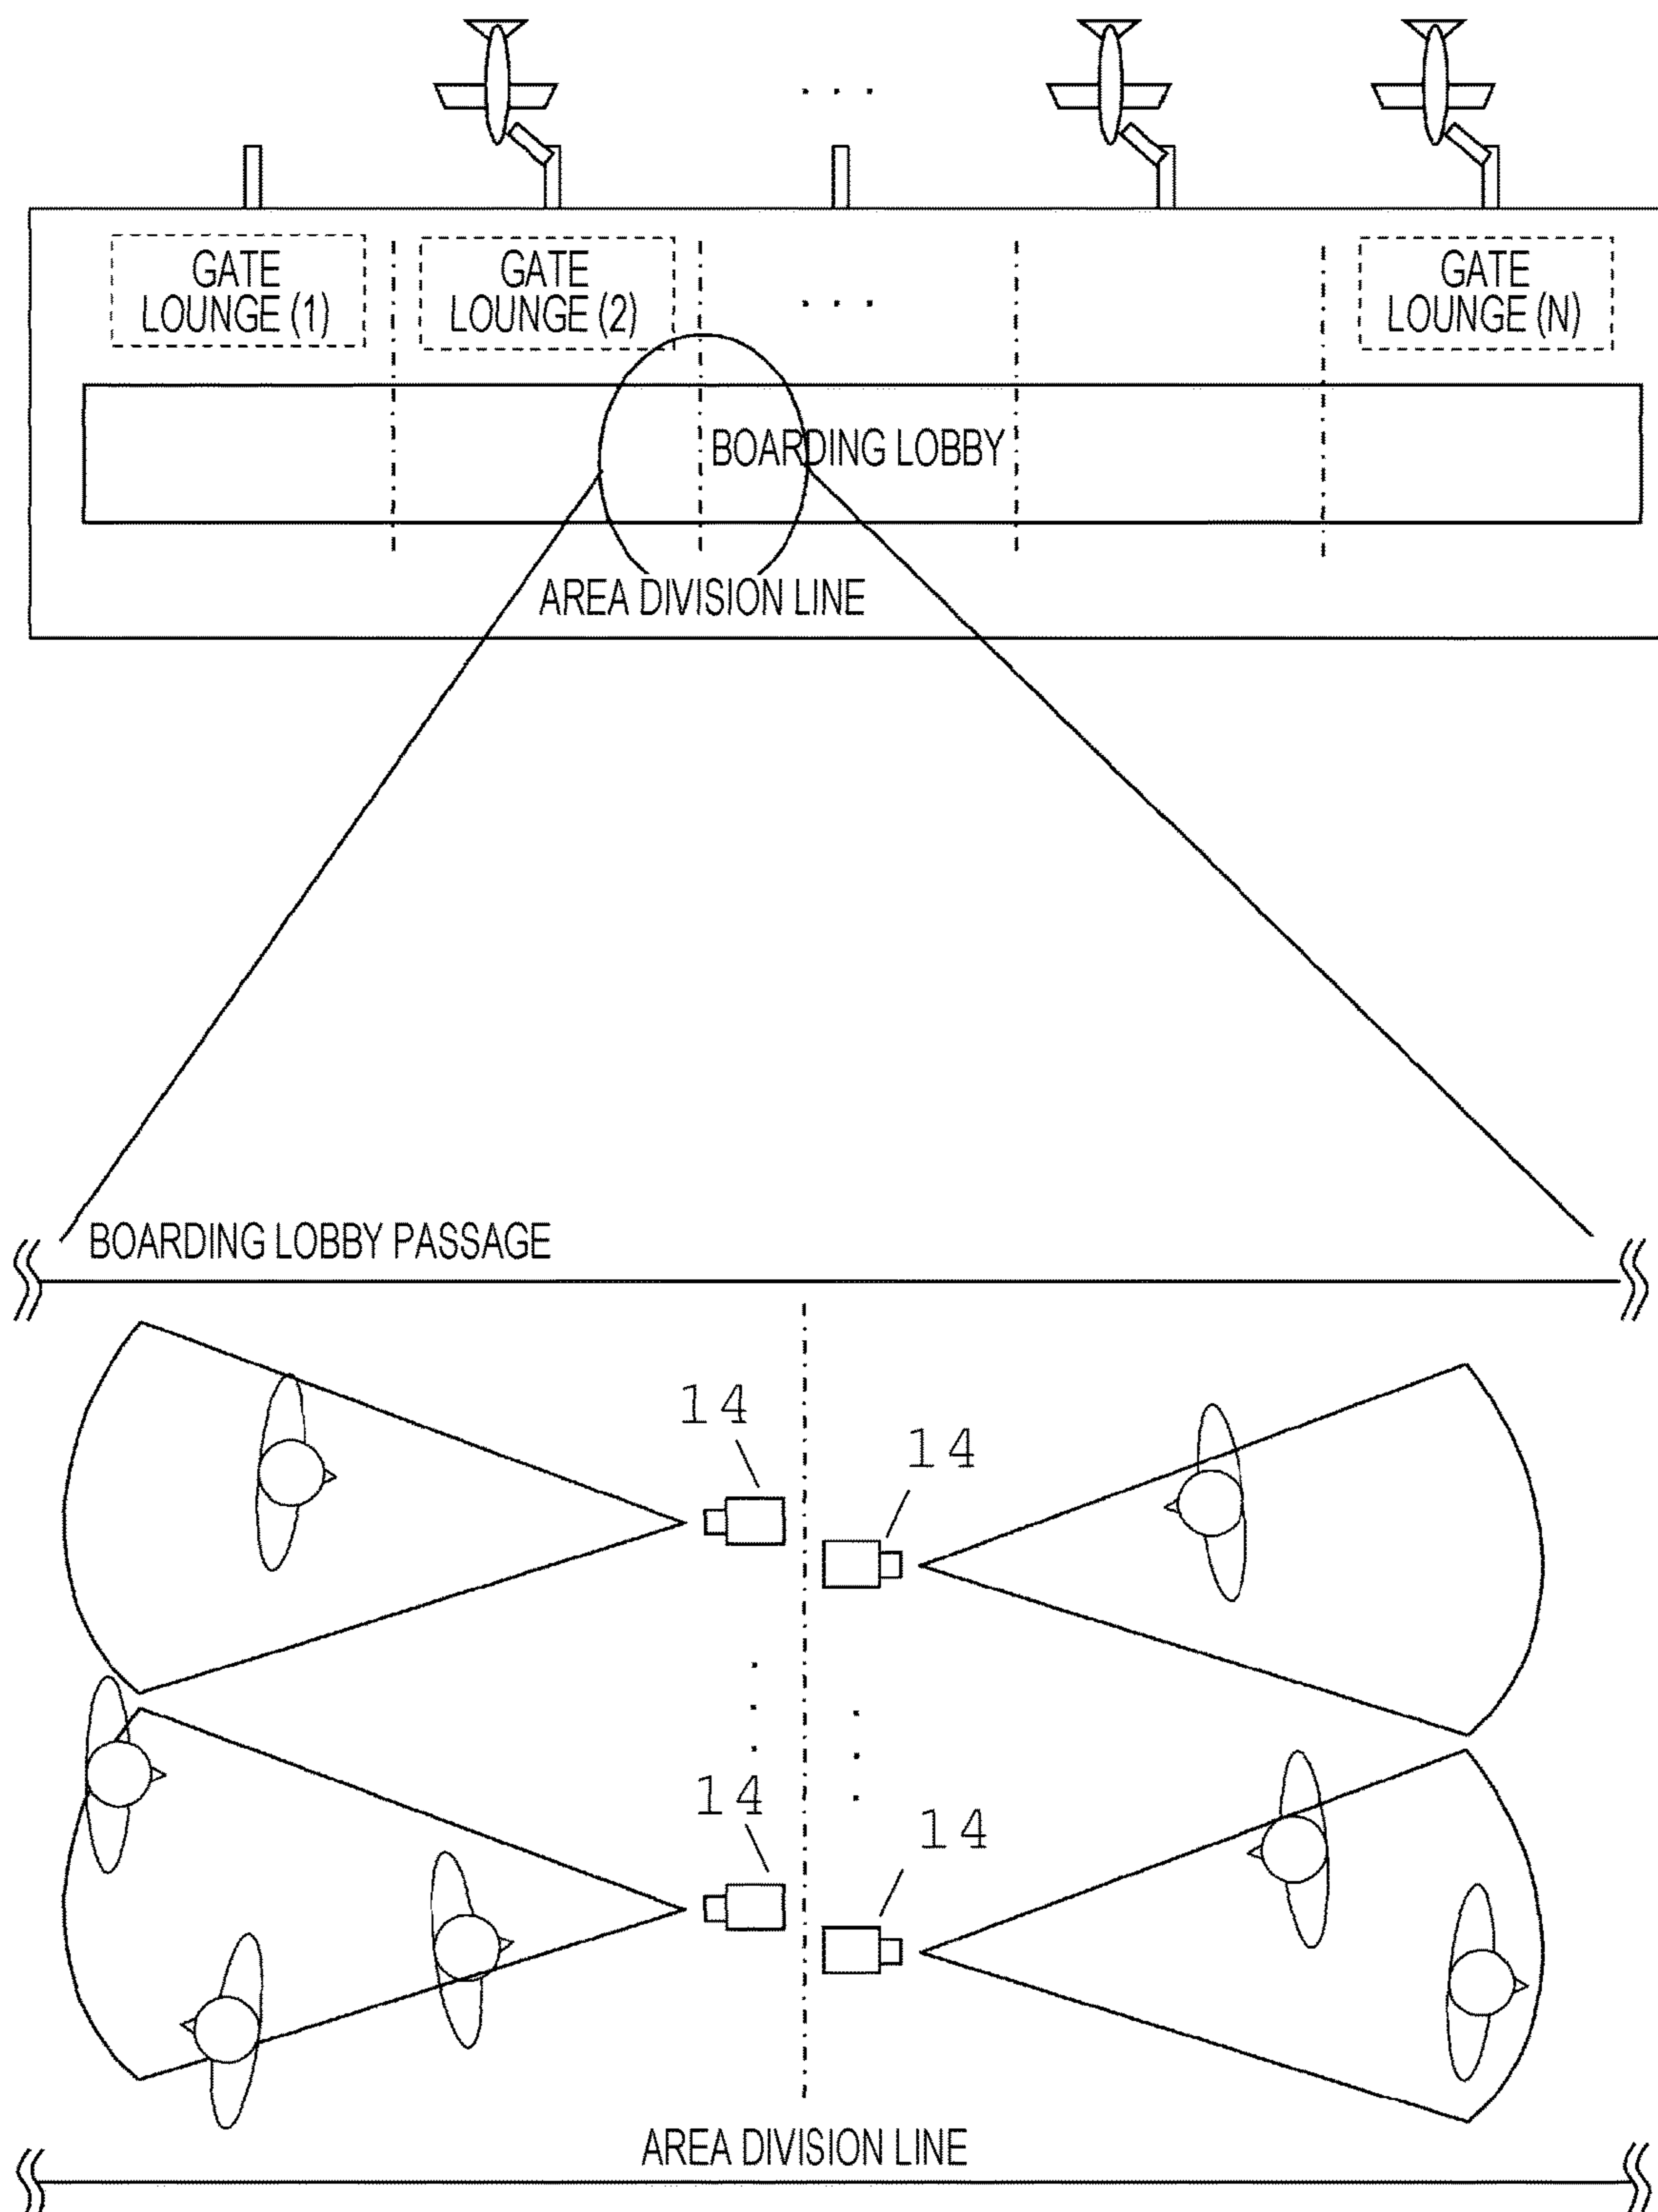 . . .
GATE
LOUNGE (1)
GATE
LOUNGE (2)
. . .
GATE
LOUNGE (N)
BOARDING LOBBY
AREA DIVISION LINE
BOARDING LOBBY PASSAGE
14
14
14
14
AREA DIVISION LINE